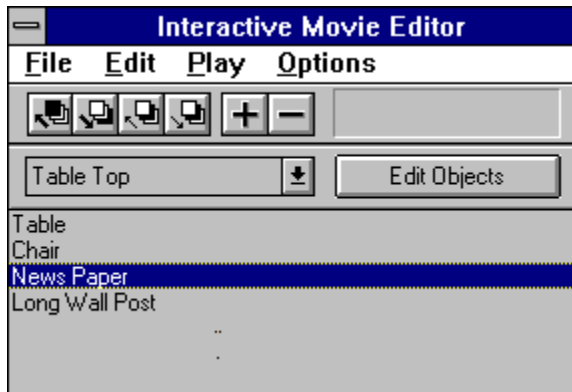 Interactive Movie Editor
File Edit Play Options
Table Top Edit Objects
Table
Chair
News Paper
Long Wall Post